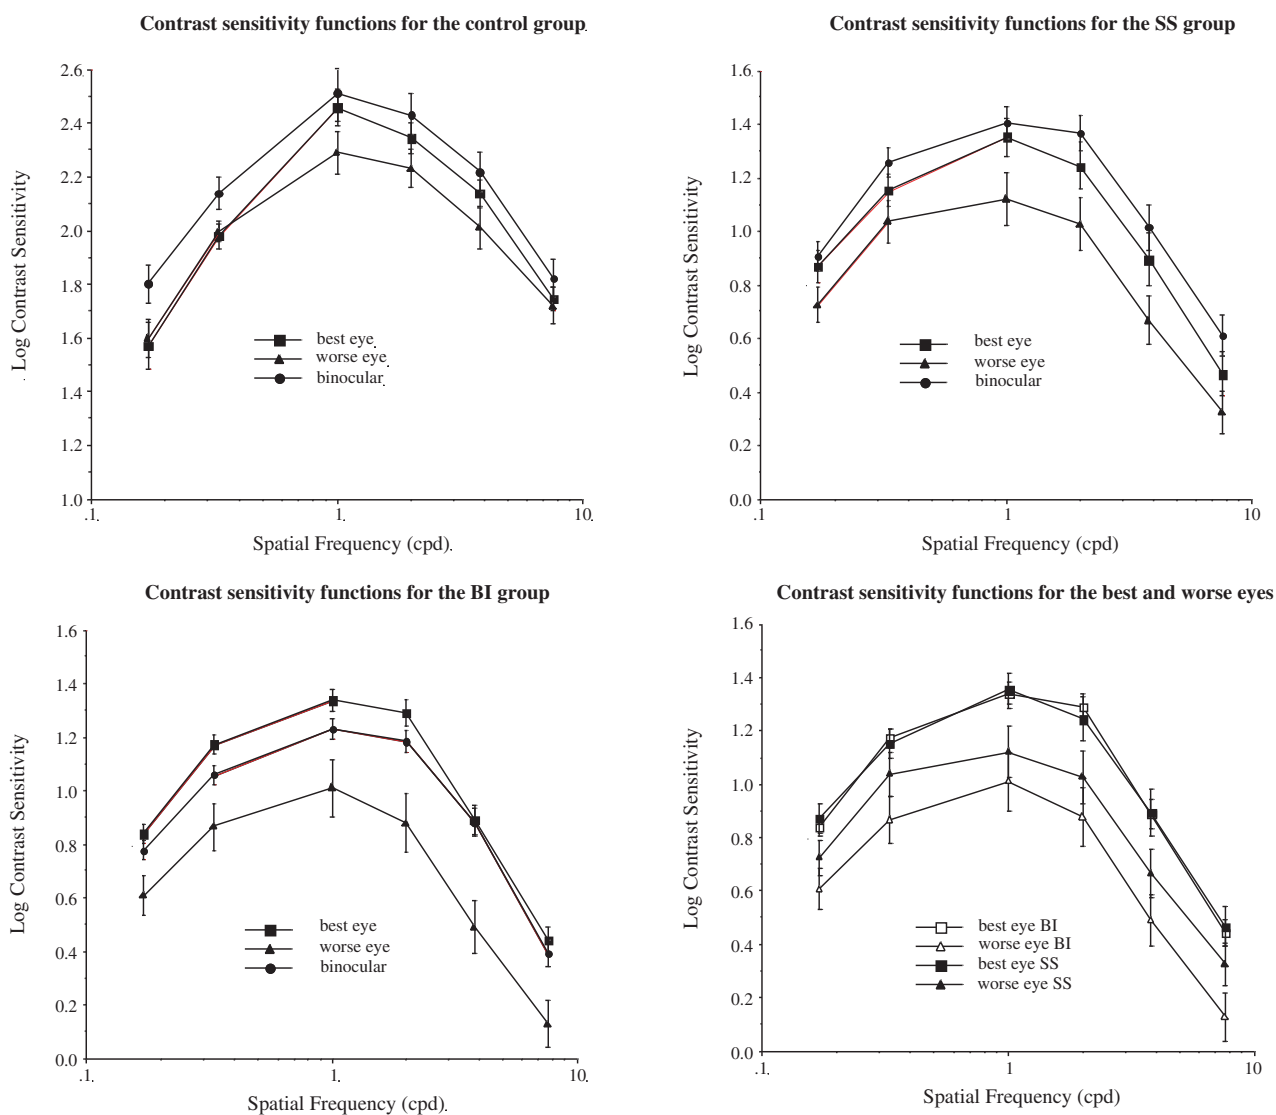 Contrast sensitivity functions for the control group.
2.6
2.4
2.2
2.0
1.8
1.6
1.4
1.2
1.0
Log Contrast Sensitivity
best eye.
worse eye.
binocular.
.1
1.
10.
Spatial Frequency (cpd).
Contrast sensitivity functions for the SS group
1.6
1.4
1.2
1.0
0.8
0.6
0.4
0.2
0.0
Log Contrast Sensitivity
best eye
worse eye
binocular
.1
1
10
Spatial Frequency (cpd)
Contrast sensitivity functions for the BI group
1.6
1.4
1.2
1.0
0.8
0.6
0.4
0.2
0.0
Log Contrast Sensitivity
best eye
worse eye
binocular
.1
1.
10
Spatial Frequency (cpd).
Contrast sensitivity functions for the best and worse eyes
1.6
1.4
1.2
1.0
0.8
0.6
0.4
0.2
0.0
Log Contrast Sensitivity
best eye BI
worse eye BI
best eye SS
worse eye SS
.1.
1
10
Spatial Frequency (cpd)